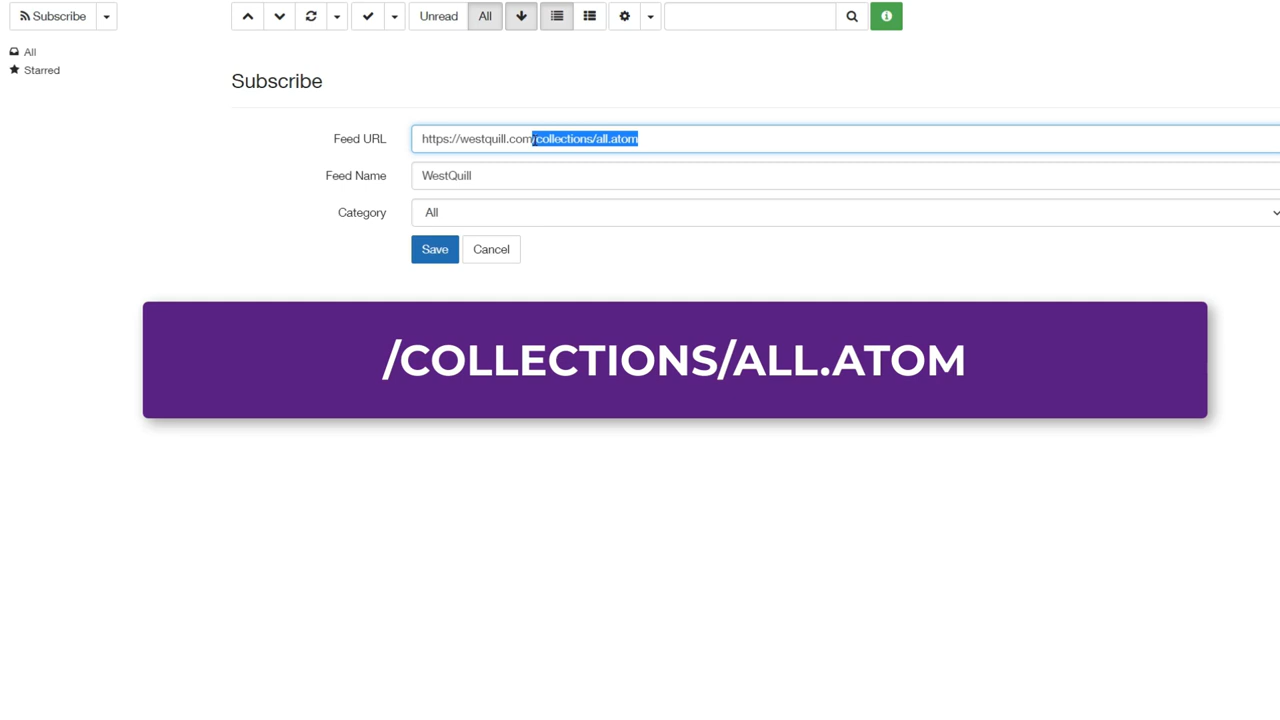 Subscribe
Unread
All
All
Starred
Subscribe
Feed URL
https://westquill.com/collections/all.atom
Feed Name
WestQuill
Category
All
Save
Cancel
/COLLECTIONS/ALL.ATOM